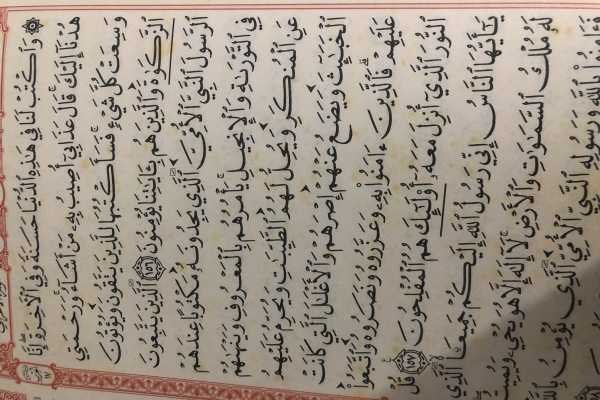 ۞ وَٱكۡتُبۡ لَنَا فِي هَٰذِهِ ٱلدُّنۡيَا حَسَنَةٗ وَفِي ٱلۡأٓخِرَةِ إِنَّا
هُدۡنَآ إِلَيۡكَۚ قَالَ عَذَابِيٓ أُصِيبُ بِهِۦ مَنۡ أَشَآءُۖ وَرَحۡمَتِي
وَسِعَتۡ كُلَّ شَيۡءٖۚ فَسَأَكۡتُبُهَا لِلَّذِينَ يَتَّقُونَ وَيُؤۡتُونَ
ٱلزَّكَوٰةَ وَٱلَّذِينَ هُم بِـَٔايَٰتِنَا يُؤۡمِنُونَ ١٥٦ ٱلَّذِينَ يَتَّبِعُونَ
ٱلرَّسُولَ ٱلنَّبِيَّ ٱلۡأُمِّيَّ ٱلَّذِي يَجِدُونَهُۥ مَكۡتُوبًا عِندَهُمۡ
فِي ٱلتَّوۡرَىٰةِ وَٱلۡإِنجِيلِ يَأۡمُرُهُم بِٱلۡمَعۡرُوفِ وَيَنۡهَىٰهُمۡ
عَنِ ٱلۡمُنكَرِ وَيُحِلُّ لَهُمُ ٱلطَّيِّبَٰتِ وَيُحَرِّمُ عَلَيۡهِمُ
ٱلۡخَبَٰٓئِثَ وَيَضَعُ عَنۡهُمۡ إِصۡرَهُمۡ وَٱلۡأَغۡلَٰلَ ٱلَّتِي كَانَتۡ
عَلَيۡهِمۡۚ فَٱلَّذِينَ ءَامَنُواْ بِهِۦ وَعَزَّرُوهُ وَنَصَرُوهُ وَٱتَّبَعُواْ
ٱلنُّورَ ٱلَّذِيٓ أُنزِلَ مَعَهُۥٓ أُوْلَٰٓئِكَ هُمُ ٱلۡمُفۡلِحُونَ ١٥٧ قُلۡ
يَٰٓأَيُّهَا ٱلنَّاسُ إِنِّي رَسُولُ ٱللَّهِ إِلَيۡكُمۡ جَمِيعًا ٱلَّذِي
لَهُۥ مُلۡكُ ٱلسَّمَٰوَٰتِ وَٱلۡأَرۡضِۖ لَآ إِلَٰهَ إِلَّا هُوَ يُحۡيِۦ وَيُمِيتُۖ
فَـَٔامِنُواْ بِٱللَّهِ وَرَسُولِهِ ٱلنَّبِيِّ ٱلۡأُمِّيِّ ٱلَّذِي يُؤۡمِنُ بِٱللَّهِ